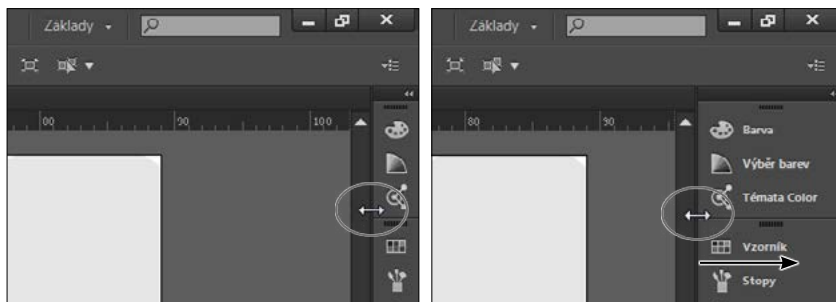 Základy
00 90 100
Základy
80 90
Barva
Výběr barev
Témata Color
Vzorník
Stopy